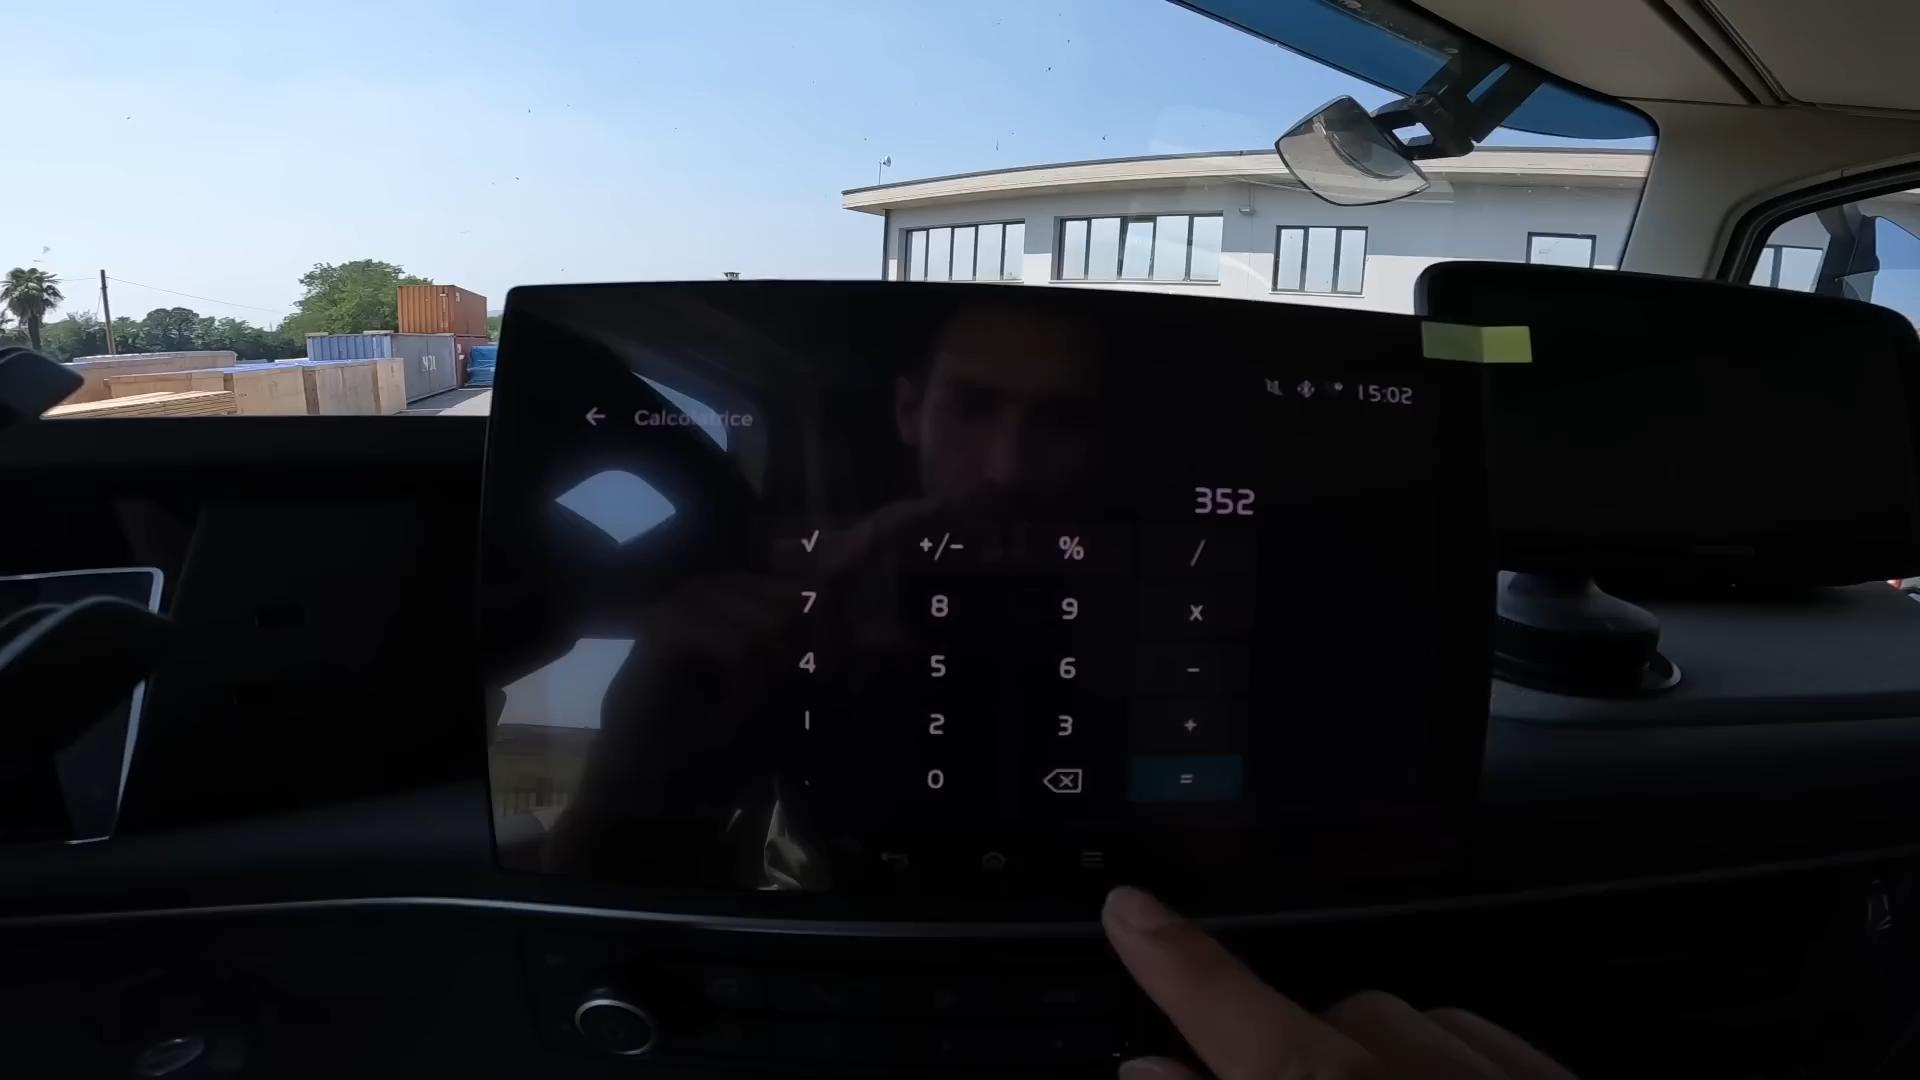 15:02
← Calcolatrice
352
√ +/- % /
7 8 9 x
4 5 6 -
1 2 3 +
. 0 =